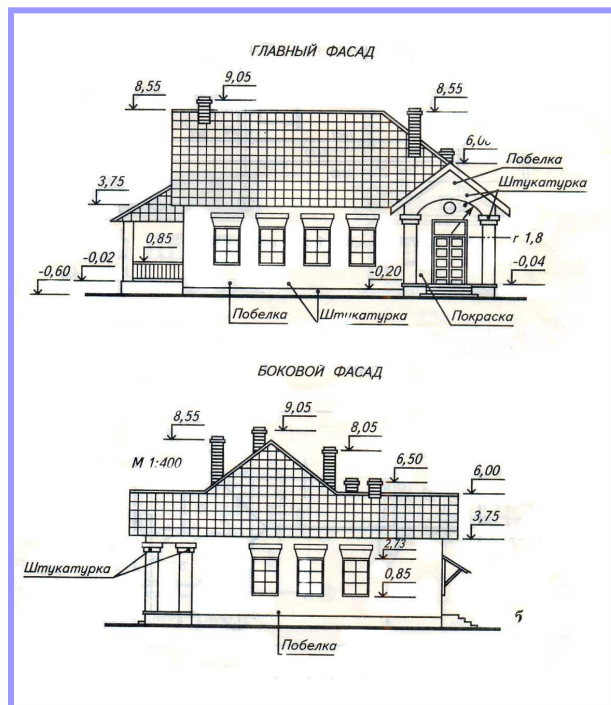 ГЛАВНЫЙ ФАСАД
9,05
8,55
8,55
6,00
Побелка
Штукатурка
3,75
0,85
-0,02
-0,60
-0,20
r 1,8
-0,04
Побелка
Штукатурка
Покраска
БОКОВОЙ ФАСАД
9,05
8,55
8,05
М 1:400
6,50
6,00
3,75
2,73
Штукатурка
0,85
б
Побелка